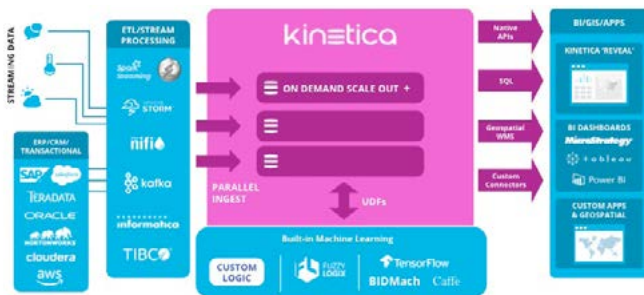 STREAMING DATA
ERP/CRM/
TRANSACTIONAL
SAP salesforce
TERADATA
ORACLE
HORTONWORKS
cloudera
aws
ETL/STREAM
PROCESSING
Spark
Streaming
STORM
nifi
kafka
informatica
TIBCO
kinetica
ON DEMAND SCALE OUT +
PARALLEL
INGEST
UDFs
Built-in Machine Learning
CUSTOM
LOGIC
FUZZY
LOGIX
TensorFlow
BIDMach Caffe
Native
APIs
SQL
Geospatial
WMS
Custom
Connectors
BI/GIS/APPS
KINETICA 'REVEAL'
BI DASHBOARDS
MicroStrategy
tableau
Power BI
CUSTOM APPS
& GEOSPATIAL